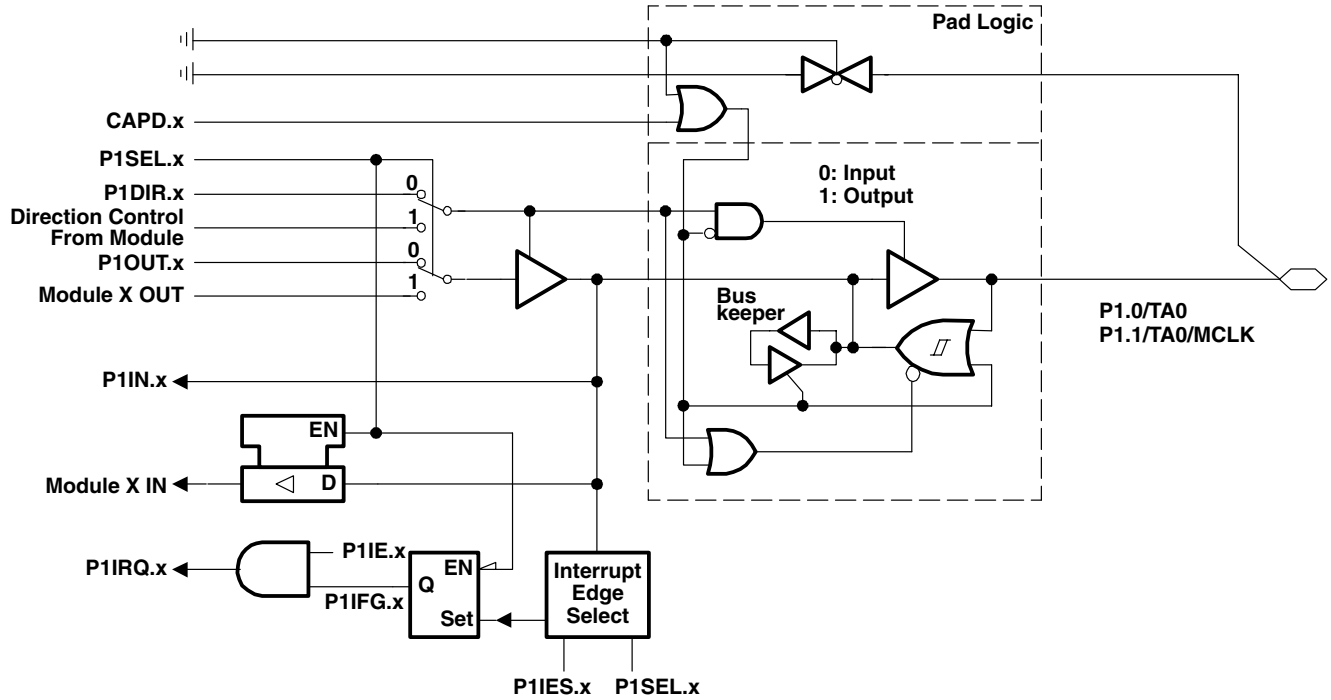 Pad Logic
CAPD.x
P1SEL.x
0: Input
1: Output
0
P1DIR.x
Direction Control
From Module
1
0
P1OUT.x
1
Module X OUT
Bus
keeper
P1.0/TA0
P1.1/TA0/MCLK
P1IN.x
EN
Module X IN
D
P1IE.x
P1IRQ.x
EN
Q
P1IFG.x
Set
Interrupt
Edge
Select
P1IES.x
P1SEL.x